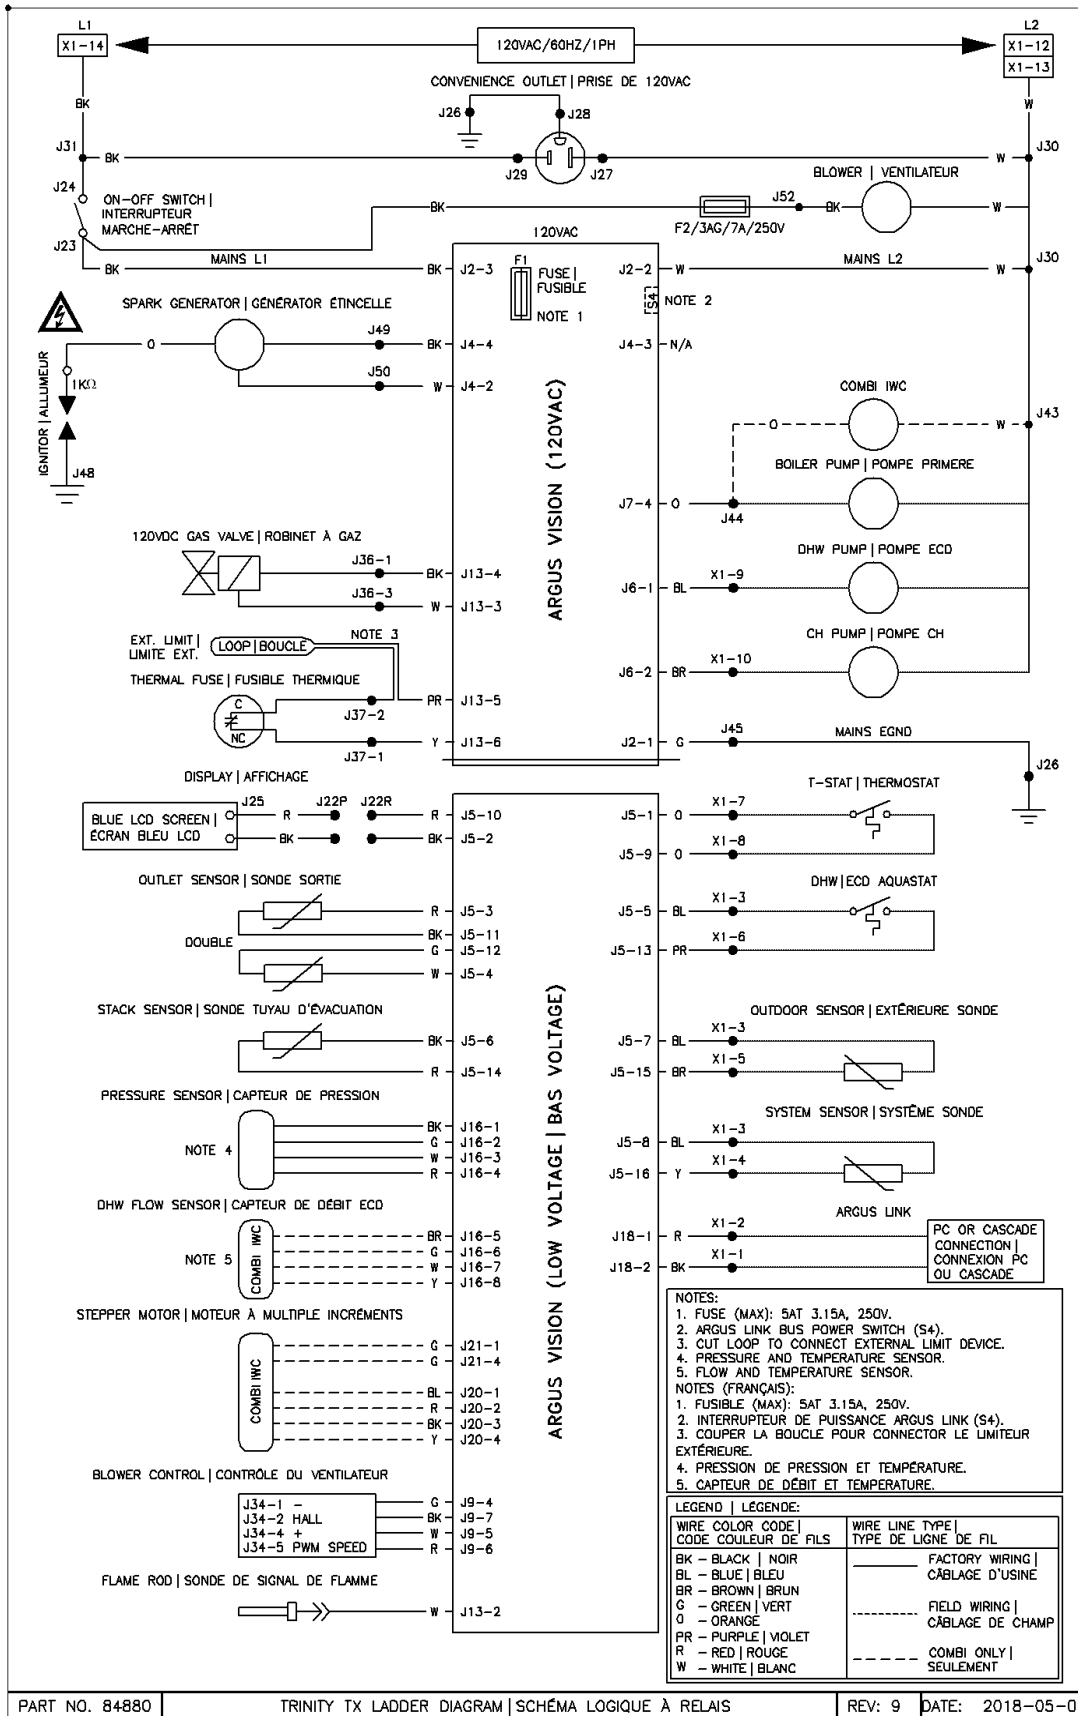 L1
L2
X1-14
120VAC/60HZ/1PH
X1-12
X1-13
CONVENIENCE OUTLET | PRISE DE 120VAC
BK
J26
J28
W
J31
BK
J29
J27
W
J30
BLOWER | VENTILATEUR
J24
ON-OFF SWITCH |
INTERRUPTEUR
MARCHE-ARRÊT
BK
J52
BK
W
F2/3AG/7A/250V
J23
120VAC
MAINS L1
BK
BK
J2-3
F1
FUSE |
FUSIBLE
NOTE 1
J2-2
W
MAINS L2
W
J30
S4
NOTE 2
SPARK GENERATOR | GÉNÉRATOR ÉTINCELLE
J49
O
BK
J4-4
J4-3
N/A
J50
W
J4-2
1KΩ
IGNITOR | ALLUMEUR
J48
ARGUS VISION (120VAC)
COMBI IWC
O
W
J43
BOILER PUMP | POMPE PRIMERE
J7-4
O
J44
120VDC GAS VALVE | ROBINET À GAZ
J36-1
BK
J13-4
J36-3
W
J13-3
DHW PUMP | POMPE ECD
J6-1
BL
X1-9
EXT. LIMIT |
LIMITE EXT.
LOOP | BOUCLE
NOTE 3
CH PUMP | POMPE CH
J6-2
BR
X1-10
THERMAL FUSE | FUSIBLE THERMIQUE
C
NC
J37-2
PR
J13-5
J37-1
Y
J13-6
J2-1
G
J45
MAINS EGND
J26
DISPLAY | AFFICHAGE
BLUE LCD SCREEN |
ÉCRAN BLEU LCD
J25
J22P
J22R
R
R
J5-10
BK
BK
J5-2
T-STAT | THERMOSTAT
J5-1
O
X1-7
J5-9
O
X1-8
OUTLET SENSOR | SONDE SORTIE
R
J5-3
BK
J5-11
DOUBLE
G
J5-12
W
J5-4
DHW | ECD AQUASTAT
J5-5
BL
X1-3
J5-13
PR
X1-6
STACK SENSOR | SONDE TUYAU D'ÉVACUATION
BK
J5-6
R
J5-14
OUTDOOR SENSOR | EXTÉRIEURE SONDE
J5-7
BL
X1-3
J5-15
BR
X1-5
ARGUS VISION (LOW VOLTAGE | BAS VOLTAGE)
PRESSURE SENSOR | CAPTEUR DE PRESSION
NOTE 4
BK
J16-1
G
J16-2
W
J16-3
R
J16-4
SYSTEM SENSOR | SYSTÊME SONDE
J5-8
BL
X1-3
J5-16
Y
X1-4
DHW FLOW SENSOR | CAPTEUR DE DÉBIT ECD
NOTE 5
COMBI IWC
BR
J16-5
G
J16-6
W
J16-7
Y
J16-8
ARGUS LINK
J18-1
R
X1-2
J18-2
BK
X1-1
PC OR CASCADE
CONNECTION |
CONNEXION PC
OU CASCADE
STEPPER MOTOR | MOTEUR À MULTIPLE INCRÉMENTS
COMBI IWC
G
J21-1
G
J21-4
BL
J20-1
R
J20-2
BK
J20-3
Y
J20-4
NOTES:
1. FUSE (MAX): 5AT 3.15A, 250V.
2. ARGUS LINK BUS POWER SWITCH (S4).
3. CUT LOOP TO CONNECT EXTERNAL LIMIT DEVICE.
4. PRESSURE AND TEMPERATURE SENSOR.
5. FLOW AND TEMPERATURE SENSOR.
NOTES (FRANÇAIS):
1. FUSIBLE (MAX): 5AT 3.15A, 250V.
2. INTERRUPTEUR DE PUISSANCE ARGUS LINK (S4).
3. COUPER LA BOUCLE POUR CONNECTOR LE LIMITEUR
EXTÉRIEURE.
4. PRESSION DE PRESSION ET TEMPÉRATURE.
5. CAPTEUR DE DÉBIT ET TEMPERATURE.
BLOWER CONTROL | CONTRÔLE DU VENTILATEUR
J34-1 -
J34-2 HALL
J34-4 +
J34-5 PWM SPEED
G
J9-4
BK
J9-7
W
J9-5
R
J9-6
FLAME ROD | SONDE DE SIGNAL DE FLAMME
W
J13-2
LEGEND | LÉGENDE:
WIRE COLOR CODE |
CODE COULEUR DE FILS
WIRE LINE TYPE |
TYPE DE LIGNE DE FIL
BK - BLACK | NOIR
BL - BLUE | BLEU
BR - BROWN | BRUN
G - GREEN | VERT
O - ORANGE
PR - PURPLE | VIOLET
R - RED | ROUGE
W - WHITE | BLANC
FACTORY WIRING |
CÂBLAGE D'USINE
FIELD WIRING |
CÂBLAGE DE CHAMP
COMBI ONLY |
SEULEMENT
PART NO. 84880
TRINITY TX LADDER DIAGRAM | SCHÉMA LOGIQUE À RELAIS
REV: 9
DATE: 2018-05-0